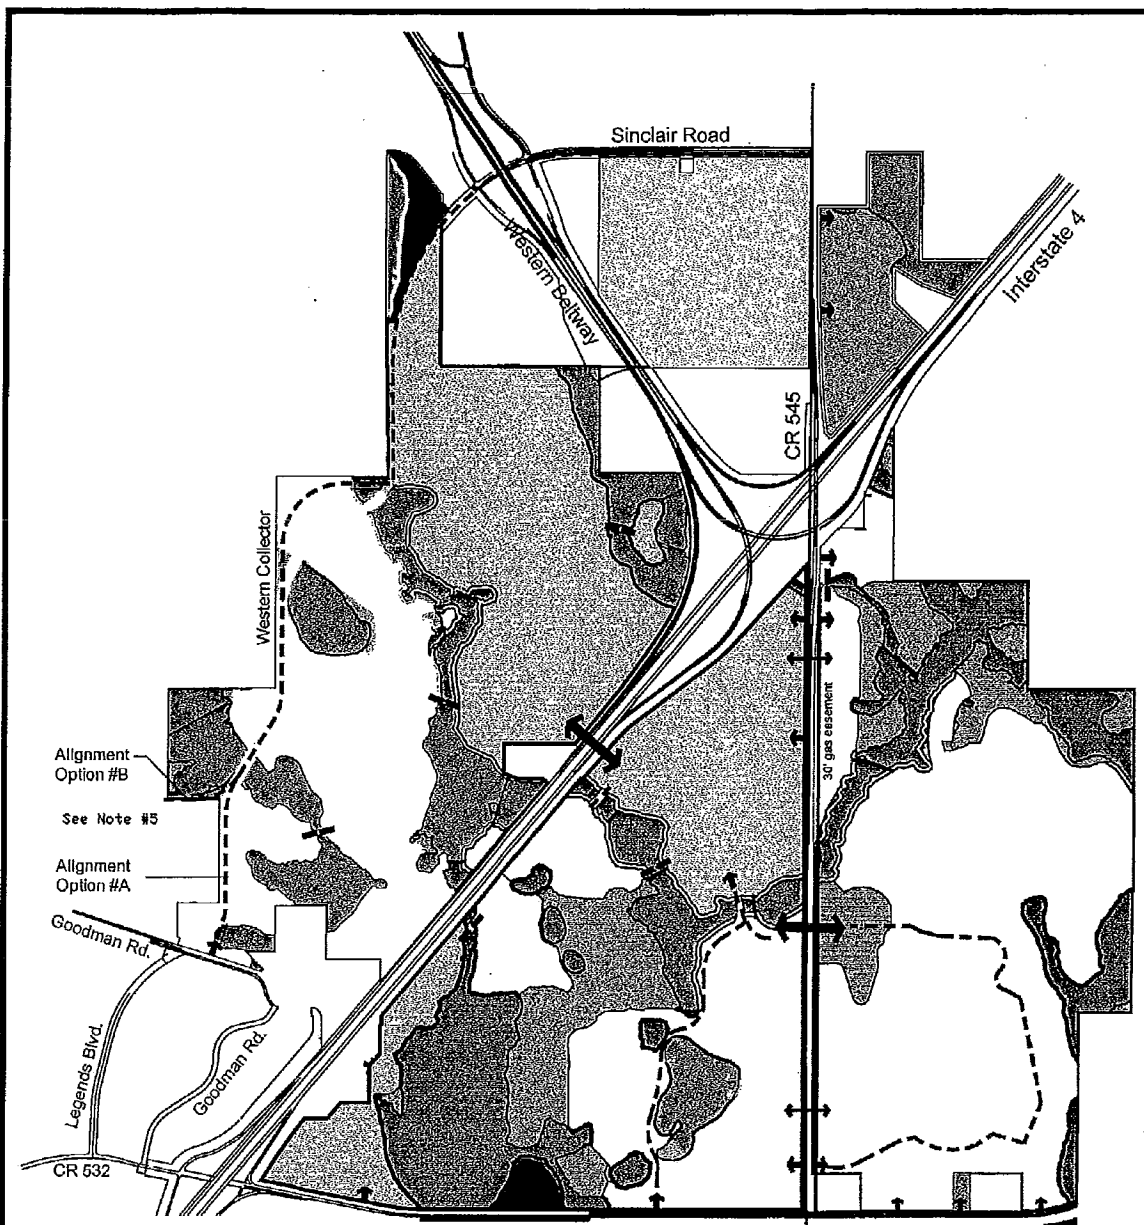 Sinclair Road
Western Beltway
Interstate 4
CR 545
Western Collector
30' gas easement
Alignment
Option #B
See Note #5
Alignment
Option #A
Goodman Rd.
Legends Blvd.
Goodman Rd.
CR 532